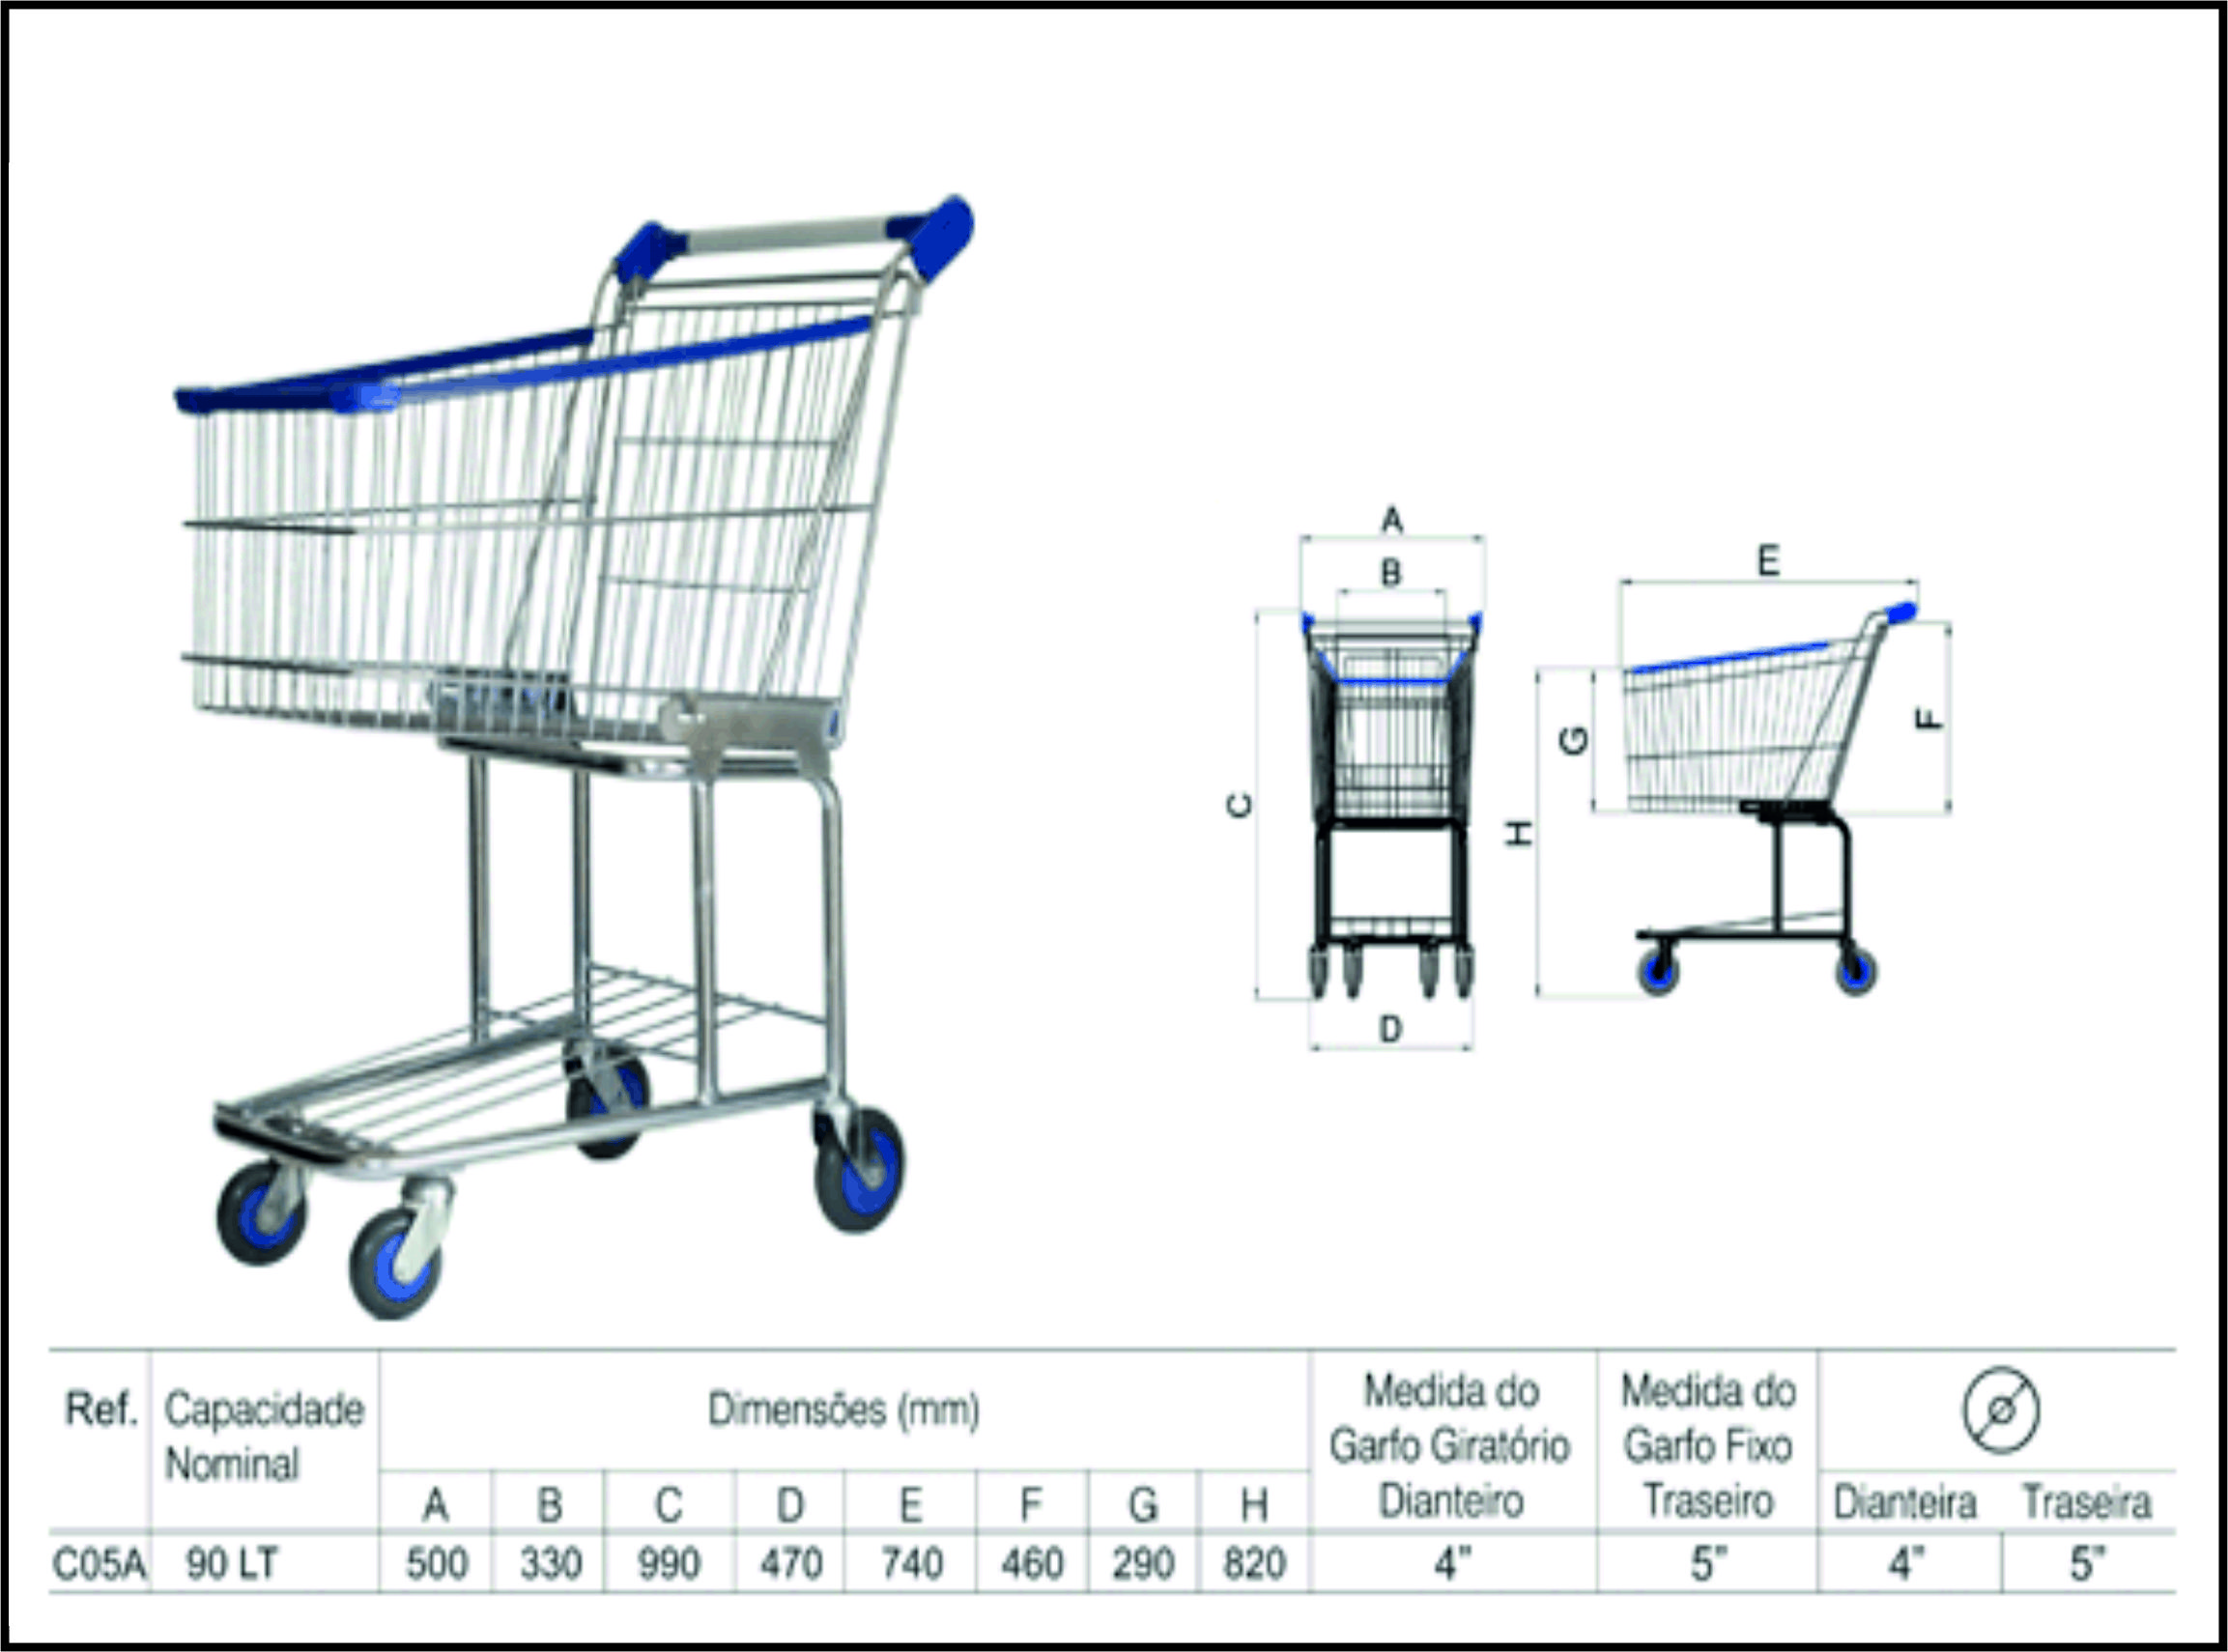 A
B
C
D
E
F
G
H
Ref.
Capacidade
Nominal
Dimensões (mm)
A B C D E F G H
Medida do
Garfo Giratório
Dianteiro
Medida do
Garfo Fixo
Traseiro
Dianteira Traseira
C05A 90 LT 500 330 990 470 740 460 290 820 4" 5" 4" 5"